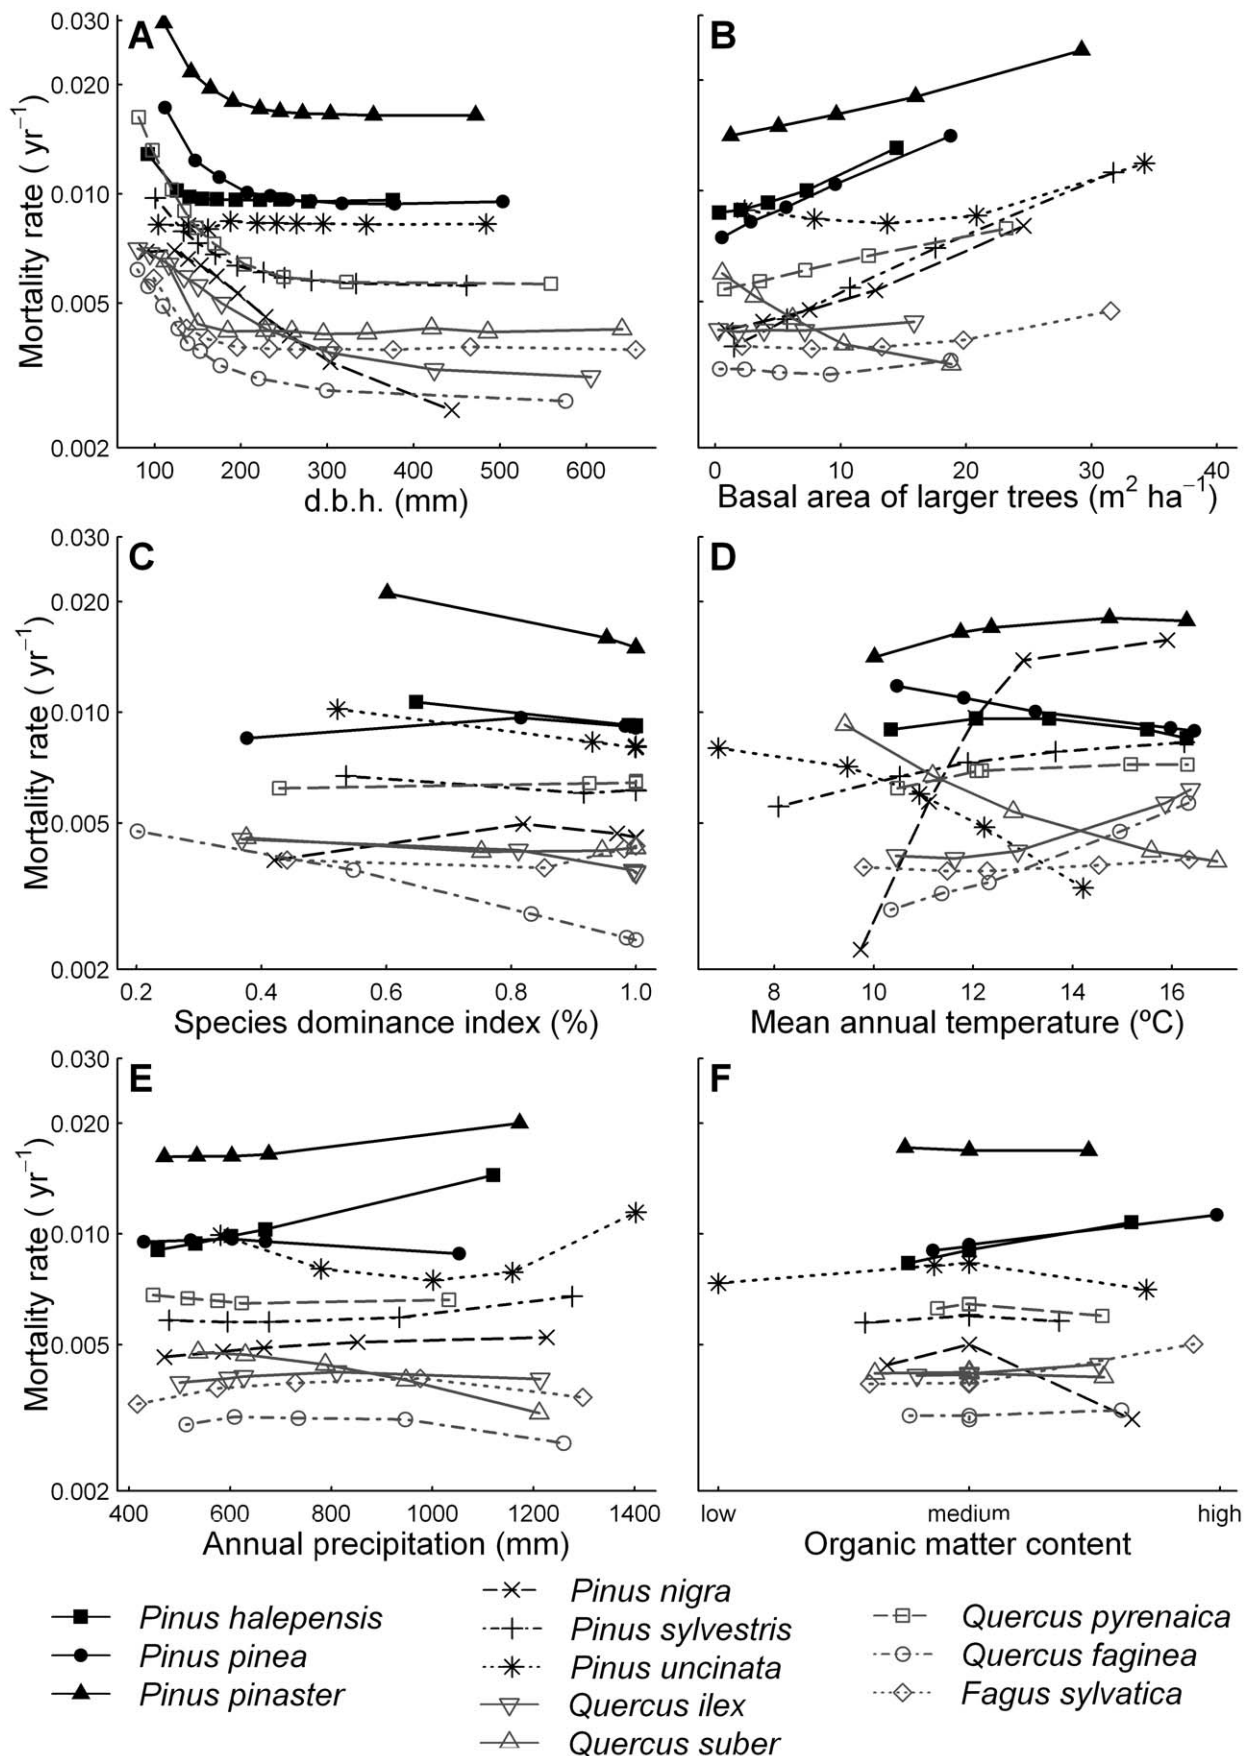 A
B
0.030
0.020
0.010
0.005
0.002
Mortality rate ( yr⁻¹)
100 200 300 400 500 600
d.b.h. (mm)
0 10 20 30 40
Basal area of larger trees (m² ha⁻¹)
C
D
0.030
0.020
0.010
0.005
0.002
Mortality rate ( yr⁻¹)
0.2 0.4 0.6 0.8 1.0
Species dominance index (%)
8 10 12 14 16
Mean annual temperature (ºC)
E
F
0.030
0.020
0.010
0.005
0.002
Mortality rate ( yr⁻¹)
400 600 800 1000 1200 1400
Annual precipitation (mm)
low medium high
Organic matter content
Pinus halepensis
Pinus pinea
Pinus pinaster
Pinus nigra
Pinus sylvestris
Pinus uncinata
Quercus ilex
Quercus suber
Quercus pyrenaica
Quercus faginea
Fagus sylvatica